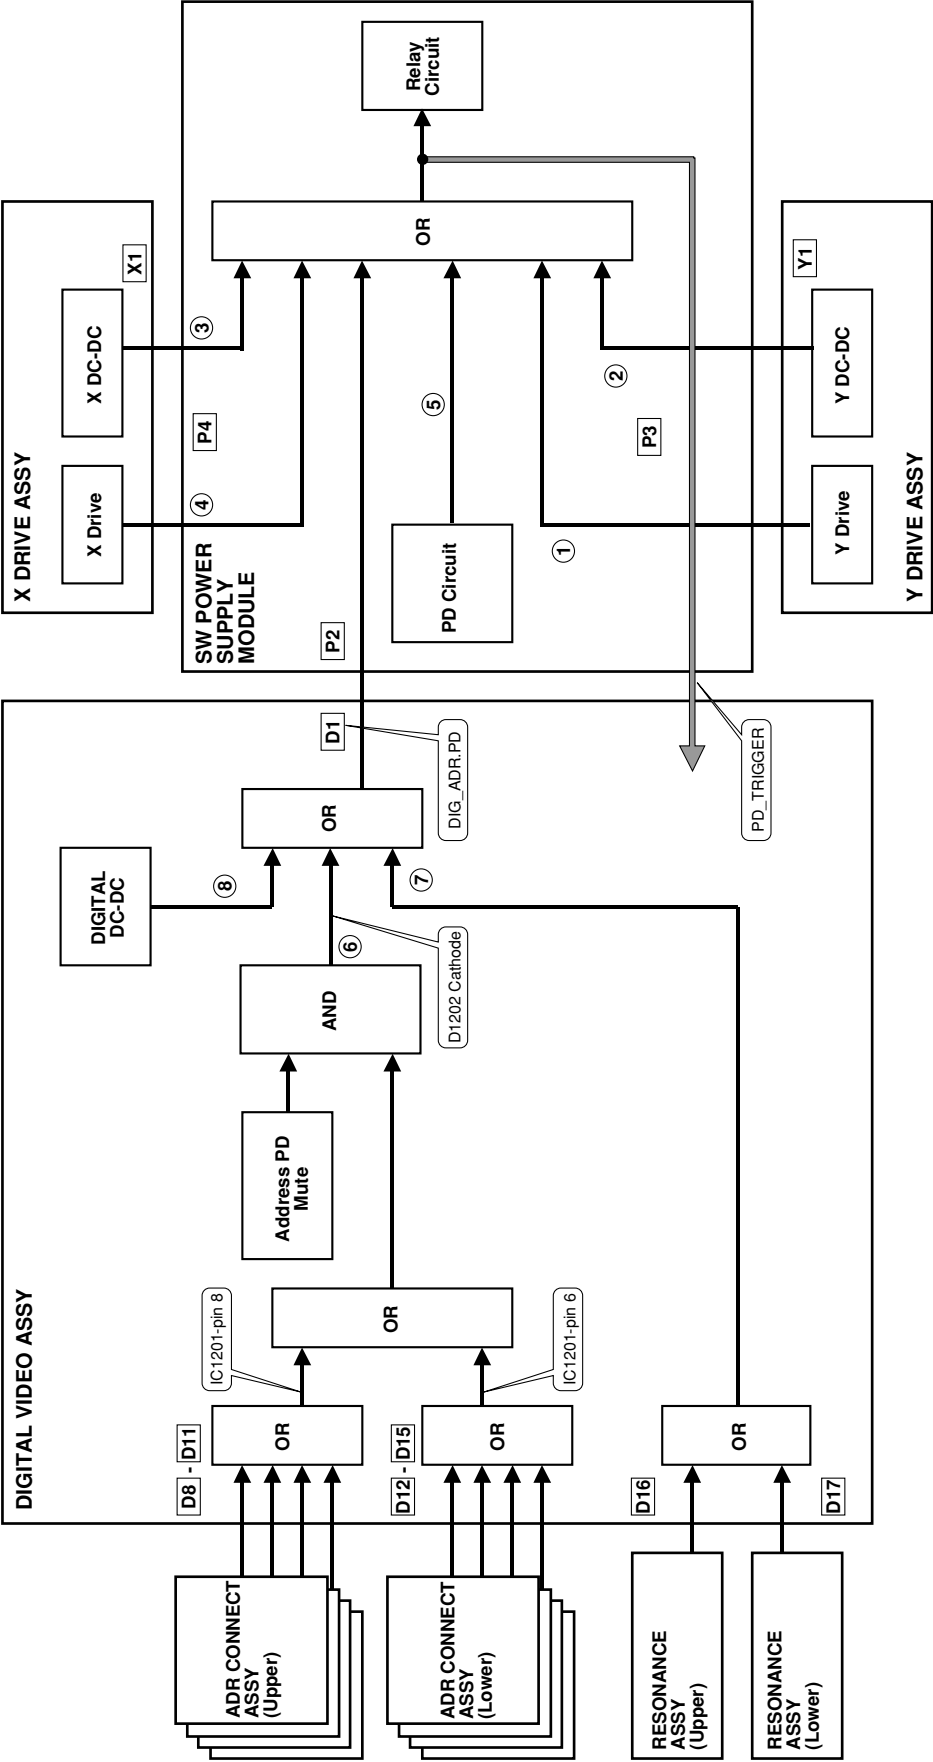 DIGITAL VIDEO ASSY
X DRIVE ASSY
X Drive
X DC-DC
X1
SW POWER
SUPPLY
MODULE
P4
④
③
Relay
Circuit
OR
P2
PD Circuit
⑤
①
②
P3
Y DRIVE ASSY
Y Drive
Y DC-DC
Y1
DIGITAL
DC-DC
⑧
OR
D1
DIG_ADR.PD
⑦
⑥
AND
D1202 Cathode
Address PD
Mute
PD_TRIGGER
OR
IC1201-pin 8
IC1201-pin 6
D8 - D11
OR
D12 - D15
OR
D16
OR
D17
ADR CONNECT
ASSY
(Upper)
ADR CONNECT
ASSY
(Lower)
RESONANCE
ASSY
(Upper)
RESONANCE
ASSY
(Lower)